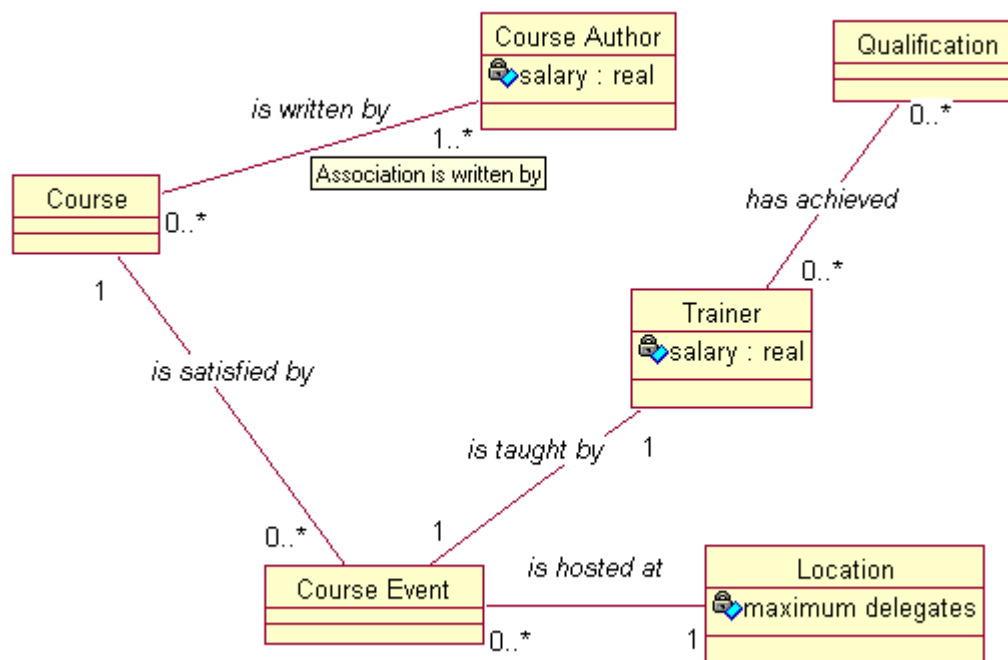 Course Author
salary : real
Qualification
is written by
1..*
0..*
Association is written by
Course
0..*
has achieved
1
0..*
Trainer
salary : real
is satisfied by
is taught by
1
0..*
1
is hosted at
Location
Course Event
maximum delegates
0..*
1